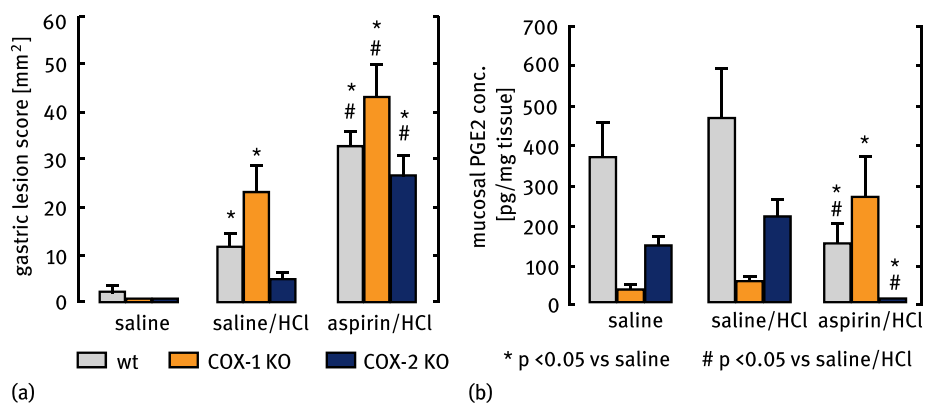 gastric lesion score [mm²]
60
50
40
30
20
10
0
*
*
*
#
*
#
*
#
saline
saline/HCl
aspirin/HCl
mucosal PGE2 conc.
[pg/mg tissue]
700
600
500
400
300
200
100
0
*
#
*
*
#
saline
saline/HCl
aspirin/HCl
wt
COX-1 KO
COX-2 KO
* p <0.05 vs saline
# p <0.05 vs saline/HCl
(a)
(b)